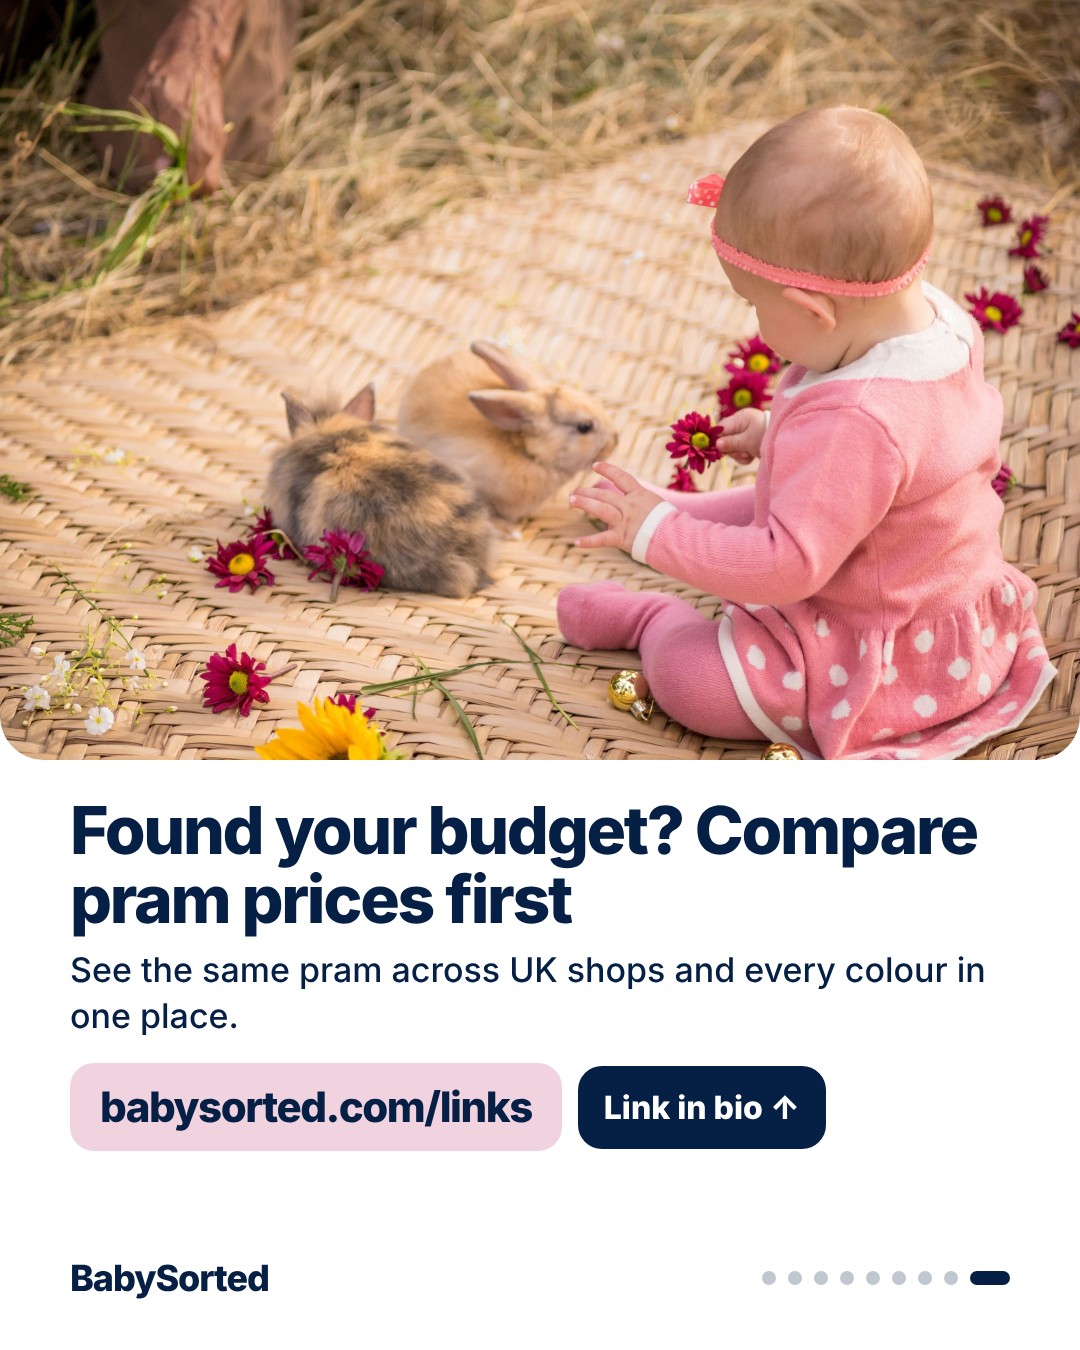 Found your budget? Compare
pram prices first
See the same pram across UK shops and every colour in
one place.
babysorted.com/links
Link in bio ↑
BabySorted